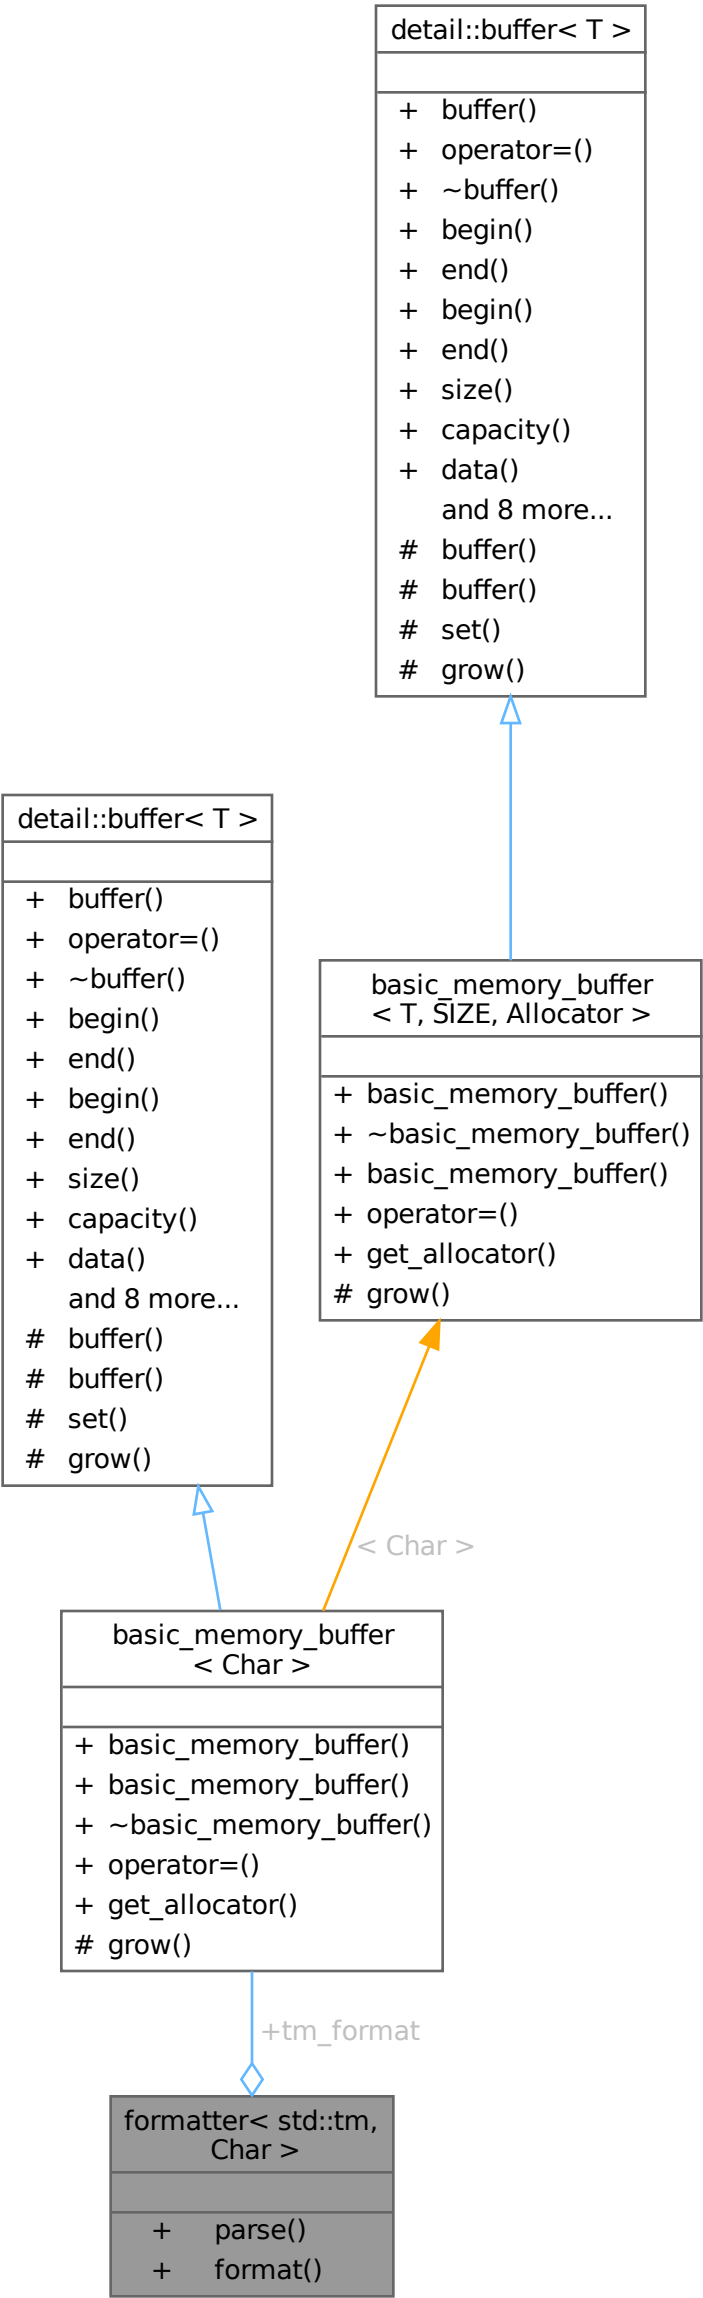 detail::buffer< T >
+ buffer()
+ operator=()
+ ~buffer()
+ begin()
+ end()
+ begin()
+ end()
+ size()
+ capacity()
+ data()
and 8 more...
# buffer()
# buffer()
# set()
# grow()
detail::buffer< T >
+ buffer()
+ operator=()
+ ~buffer()
+ begin()
+ end()
+ begin()
+ end()
+ size()
+ capacity()
+ data()
and 8 more...
# buffer()
# buffer()
# set()
# grow()
basic_memory_buffer
< T, SIZE, Allocator >
+ basic_memory_buffer()
+ ~basic_memory_buffer()
+ basic_memory_buffer()
+ operator=()
+ get_allocator()
# grow()
< Char >
basic_memory_buffer
< Char >
+ basic_memory_buffer()
+ basic_memory_buffer()
+ ~basic_memory_buffer()
+ operator=()
+ get_allocator()
# grow()
+tm_format
formatter< std::tm,
Char >
+ parse()
+ format()